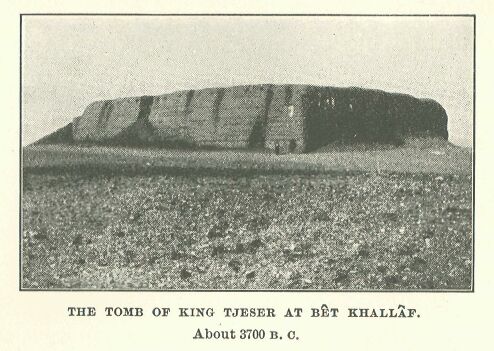 THE TOMB OF KING TJESER AT BÊT KHALLÂF.
About 3700 B. C.